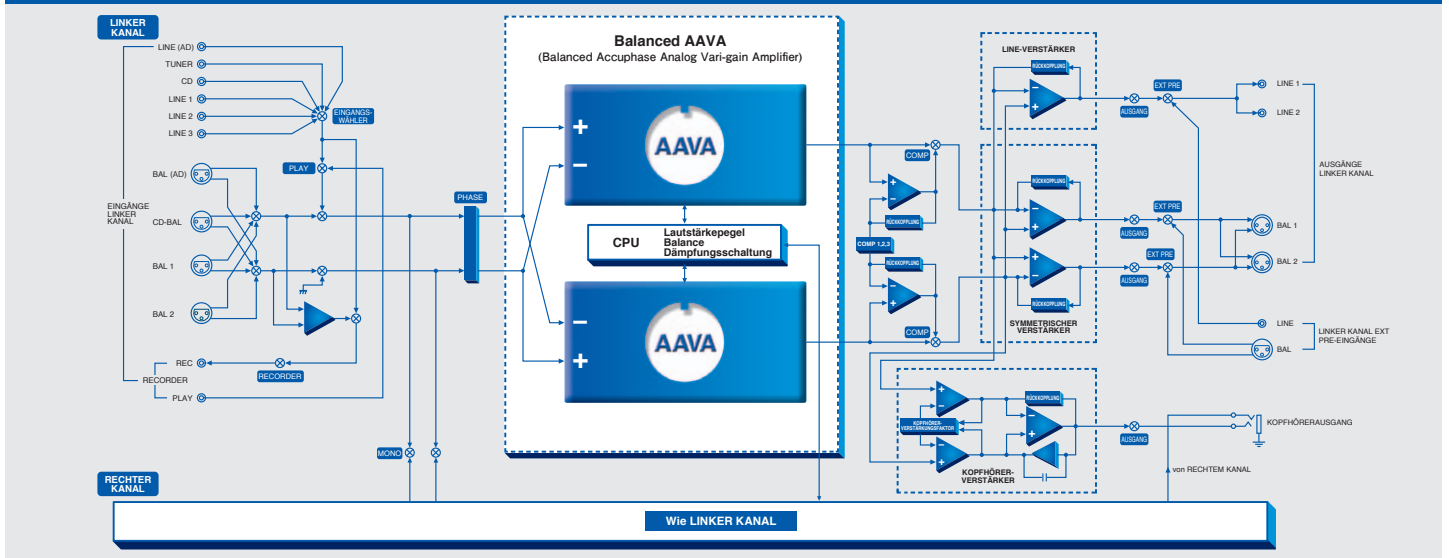 LINKER
KANAL
LINE (AD)
TUNER
CD
LINE 1
LINE 2
LINE 3
EINGANGS-
WÄHLER
BAL (AD)
CD-BAL
BAL 1
BAL 2
EINGÄNGE
LINKER
KANAL
PLAY
REC
RECORDER
PLAY
RECORDER
MONO
PHASE
Balanced AAVA
(Balanced Accuphase Analog Vari-gain Amplifier)
+
−
AAVA
CPU
Lautstärkepegel
Balance
Dämpfungsschaltung
−
+
AAVA
COMP
+
−
RÜCKKOPPLUNG
COMP 1,2,3
RÜCKKOPPLUNG
−
+
COMP
LINE-VERSTÄRKER
RÜCKKOPPLUNG
−
+
RÜCKKOPPLUNG
−
+
+
−
RÜCKKOPPLUNG
SYMMETRISCHER
VERSTÄRKER
+
−
RÜCKKOPPLUNG
KOPFHÖRER-
VERSTÄRKUNGSFAKTOR
−
+
−
+
KOPFHÖRER-
VERSTÄRKER
AUSGANG
EXT PRE
AUSGANG
EXT PRE
AUSGANG
EXT PRE
AUSGANG
LINE 1
LINE 2
AUSGÄNGE
LINKER KANAL
BAL 1
BAL 2
LINE
BAL
LINKER KANAL EXT
PRE-EINGÄNGE
KOPFHÖRERAUSGANG
von RECHTEM KANAL
RECHTER
KANAL
Wie LINKER KANAL